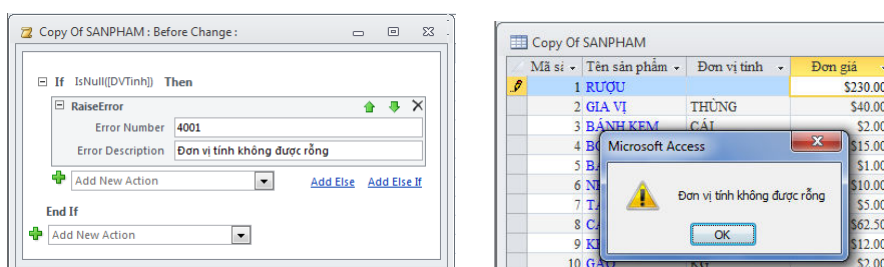 Copy Of SANPHAM : Before Change :
If IsNull([DVTinh]) Then
RaiseError
Error Number 4001
Error Description Đơn vị tính không được rỗng
Add New Action Add Else Add Else If
End If
Add New Action
Copy Of SANPHAM
Mã sả Tên sản phẩm Đơn vị tính Đơn giá
1 RƯỢU $230.00
2 GIA VỊ THÙNG $40.00
3 BÁNH KEM CÁI $2.00
4 $15.00
5 $1.00
6 $10.00
7 $5.00
8 $62.50
9 $12.00
10 GẠO KG $2.00
Microsoft Access
Đơn vị tính không được rỗng
OK